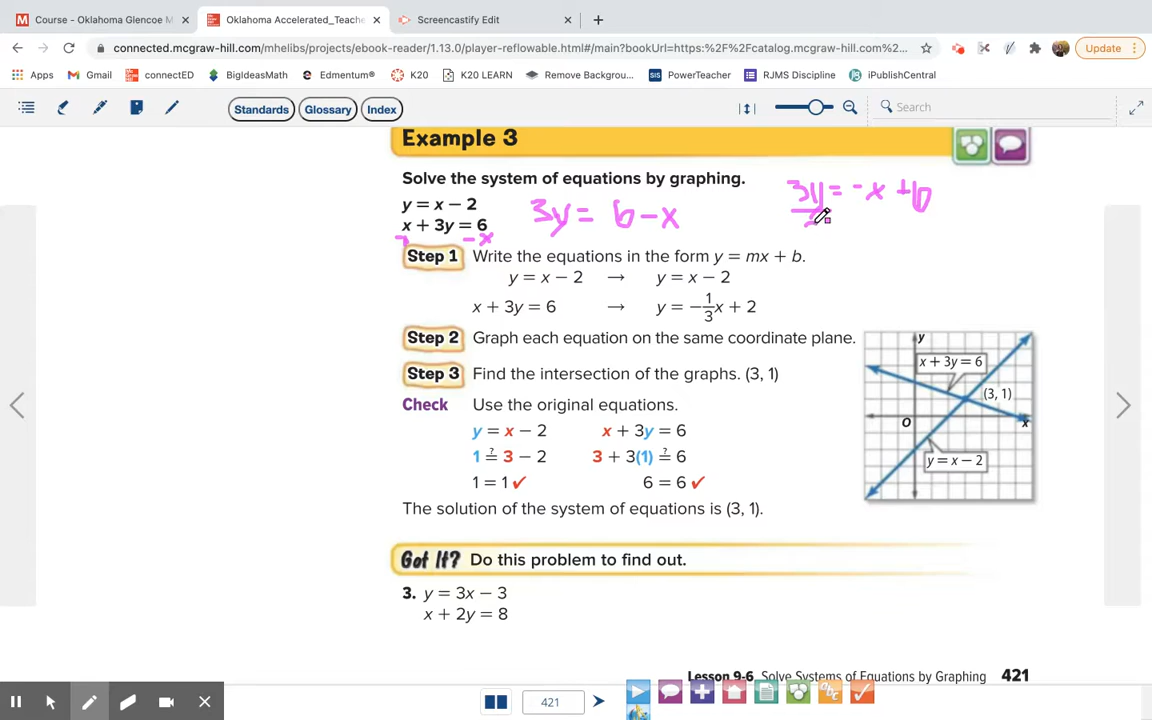 Course - Oklahoma Glencoe M
Oklahoma Accelerated_Teache
Screencastify Edit
connected.mcgraw-hill.com/mhelibs/projects/ebook-reader/1.13.0/player-reflowable.html#/main?bookUrl=https:%2F%2Fcatalog.mcgraw-hill.com%2F...
Update
Apps
Gmail
connectED
BigIdeasMath
Edmentum®
K20
K20 LEARN
Remove Backgrou...
PowerTeacher
RJMS Discipline
iPublishCentral
Standards
Glossary
Index
Search
Example 3
Solve the system of equations by graphing.
y = x − 2
x + 3y = 6
- x
3y = 6 - x
3y = -x + 6
Step 1 Write the equations in the form y = mx + b.
y = x − 2 → y = x − 2
x + 3y = 6 → y = −1/3x + 2
Step 2 Graph each equation on the same coordinate plane.
Step 3 Find the intersection of the graphs. (3, 1)
Check Use the original equations.
y = x − 2 x + 3y = 6
1 ≟ 3 − 2 3 + 3(1) ≟ 6
1 = 1 ✓ 6 = 6 ✓
The solution of the system of equations is (3, 1).
y
x + 3y = 6
(3, 1)
O
x
y = x − 2
Got It? Do this problem to find out.
3. y = 3x − 3
x + 2y = 8
Lesson 9-6 Solve Systems of Equations by Graphing 421
421
abc